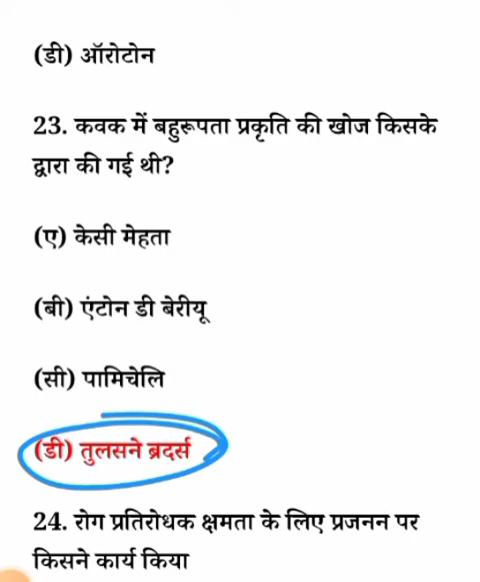 (डी) ऑरोटोन
23. कवक में बहुरूपता प्रकृति की खोज किसके
द्वारा की गई थी?
(ए) केसी मेहता
(बी) एंटोन डी बेरीयू
(सी) पामिचेलि
(डी) तुलसने ब्रदर्स
24. रोग प्रतिरोधक क्षमता के लिए प्रजनन पर
किसने कार्य किया